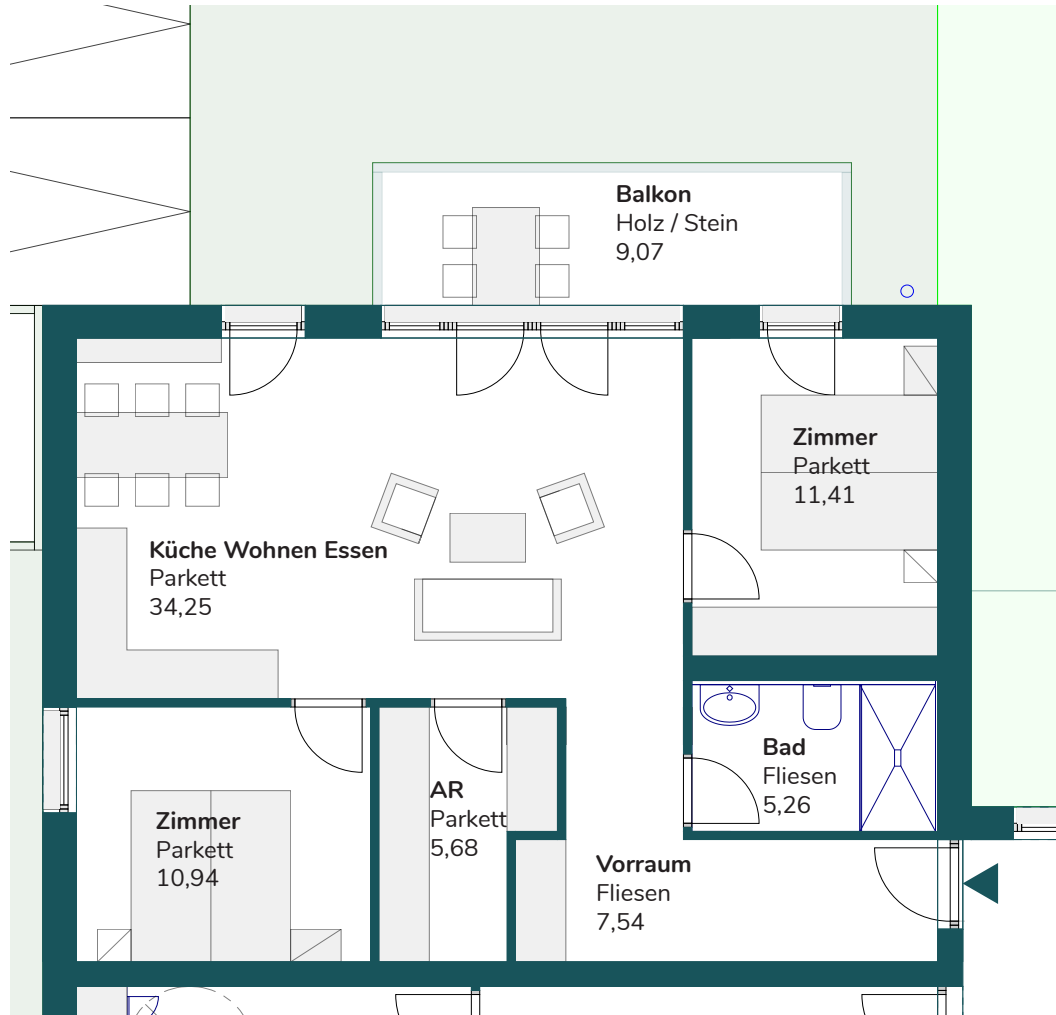 Balkon
Holz / Stein
9,07
Zimmer
Parkett
11,41
Küche Wohnen Essen
Parkett
34,25
Bad
Fliesen
5,26
AR
Parkett
5,68
Zimmer
Parkett
10,94
Vorraum
Fliesen
7,54